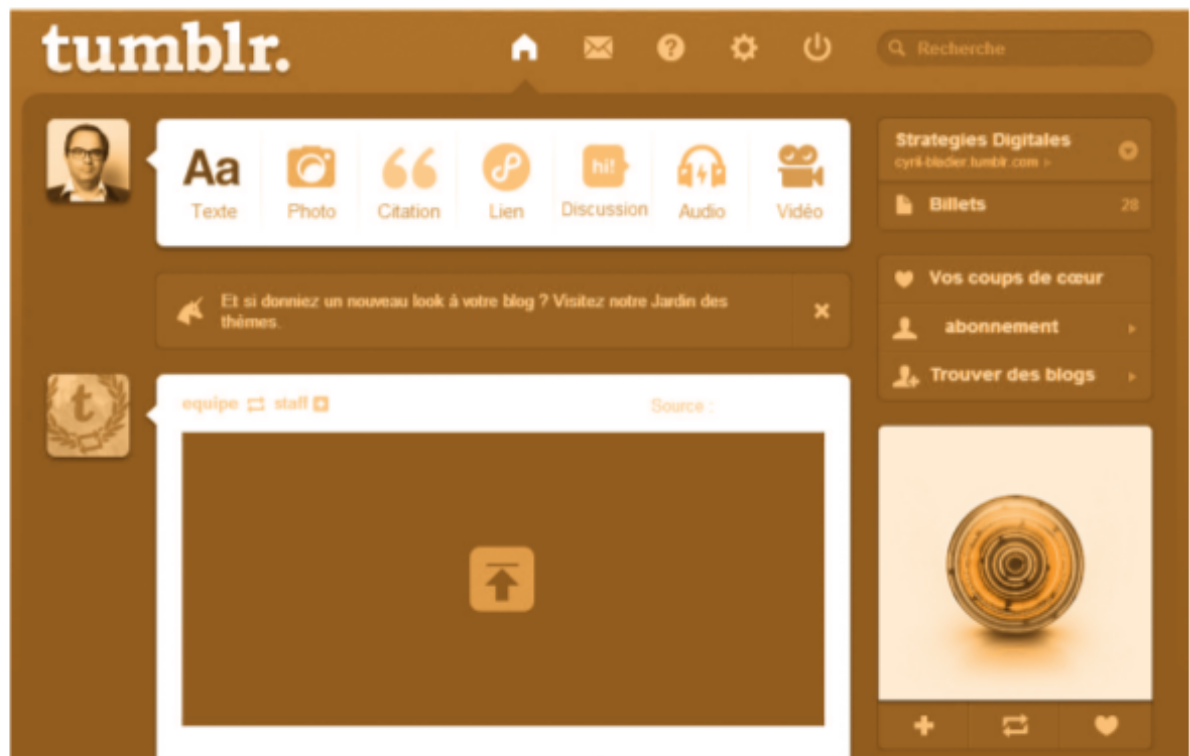 tumblr.
Recherche
Aa
Texte
Photo
Citation
Lien
hi!
Discussion
Audio
Vidéo
Et si donniez un nouveau look à votre blog ? Visitez notre Jardin des
thèmes.
equipe staff
Source :
t
Strategies Digitales
cyril-bladier.tumblr.com
Billets 28
Vos coups de cœur
abonnement
Trouver des blogs